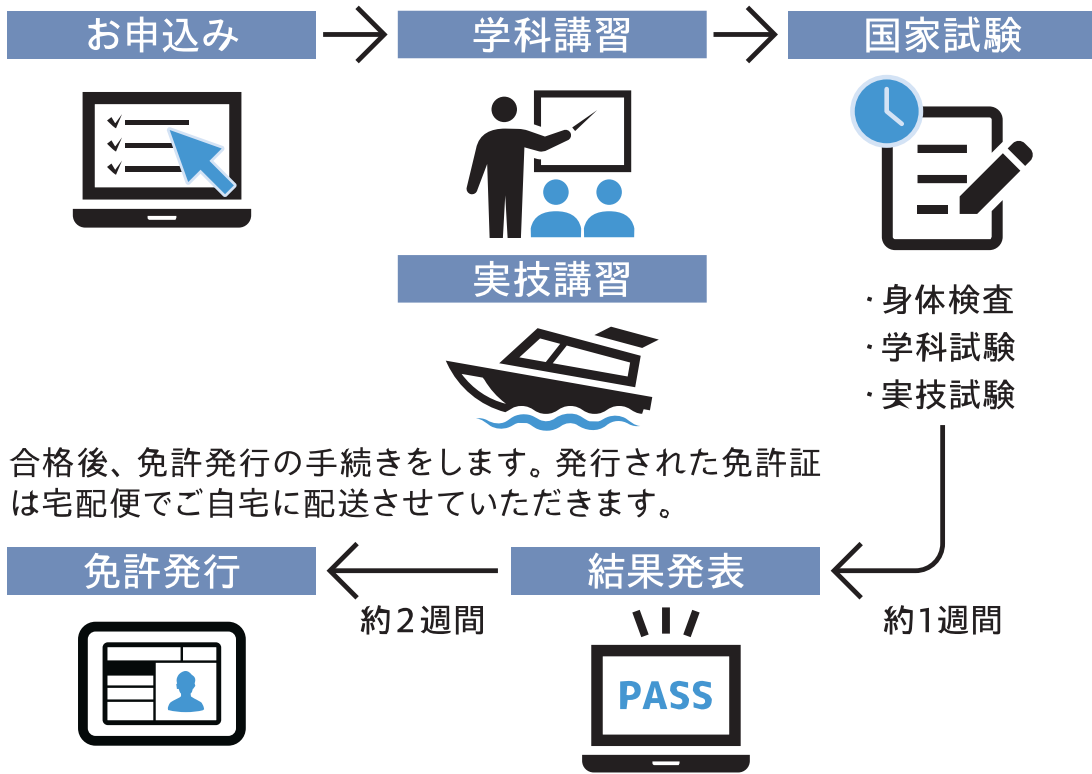 お申込み
学科講習
国家試験
実技講習
・身体検査
・学科試験
・実技試験
合格後、免許発行の手続きをします。発行された免許証
は宅配便でご自宅に配送させていただきます。
免許発行
結果発表
約2週間
約1週間
PASS